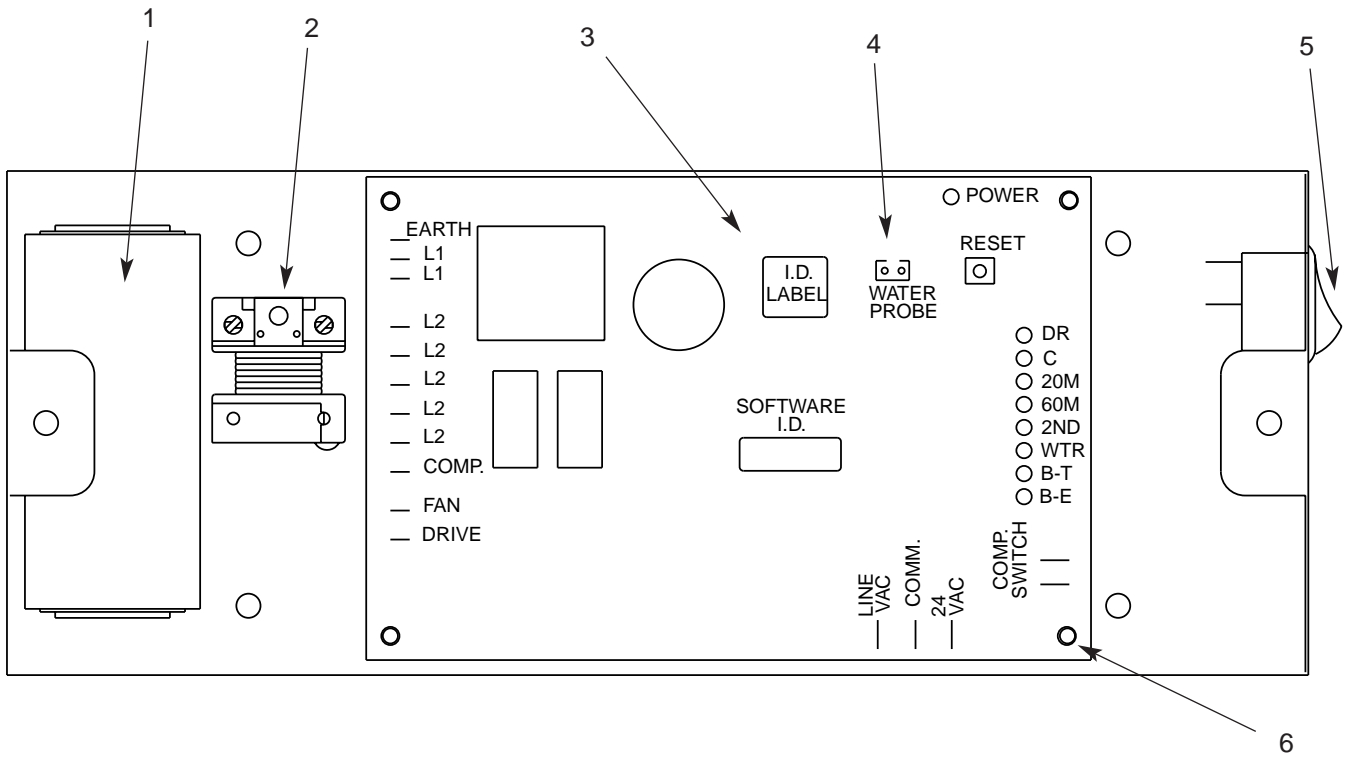 1
2
3
4
5
POWER
EARTH
L1
L1
RESET
I.D.
LABEL
WATER
PROBE
L2
L2
L2
L2
L2
COMP.
FAN
DRIVE
SOFTWARE
I.D.
DR
C
20M
60M
2ND
WTR
B-T
B-E
COMP.
SWITCH
LINE
VAC
COMM.
24
VAC
6